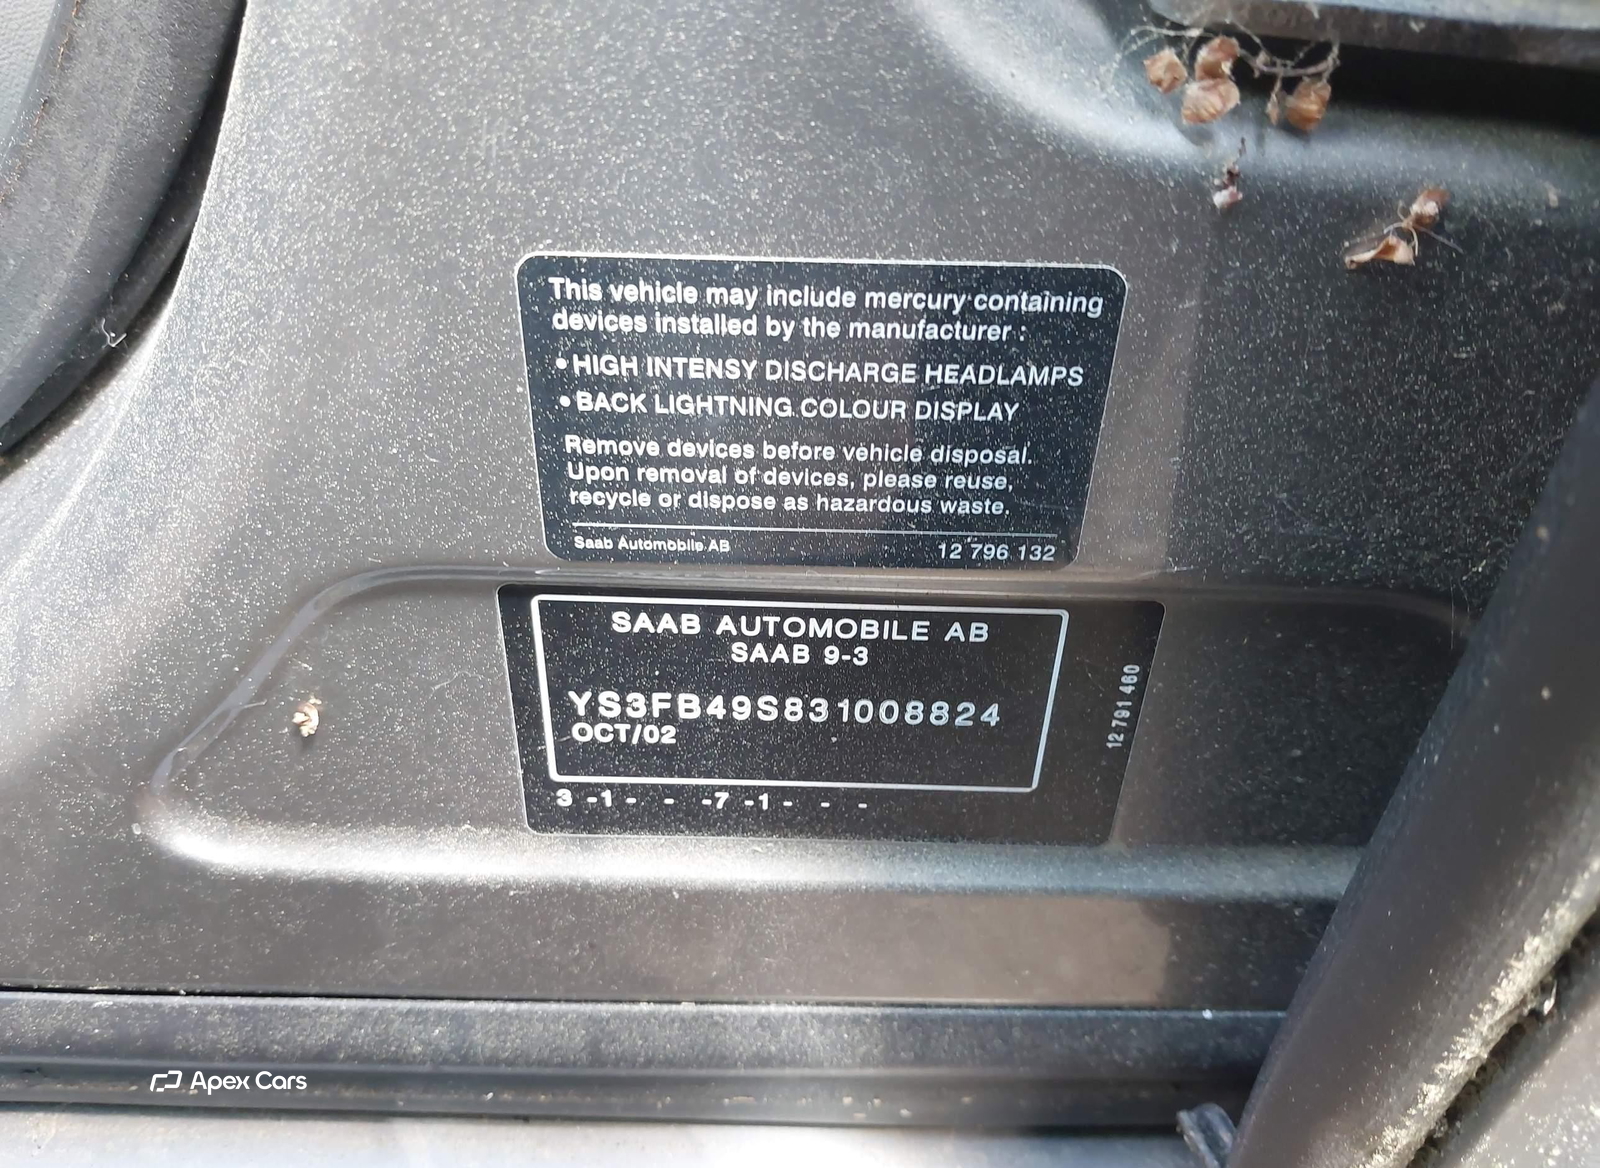 This vehicle may include mercury containing
devices installed by the manufacturer :
• HIGH INTENSY DISCHARGE HEADLAMPS
• BACK LIGHTNING COLOUR DISPLAY
Remove devices before vehicle disposal.
Upon removal of devices, please reuse,
recycle or dispose as hazardous waste.
Saab Automobile AB 12 796 132
SAAB AUTOMOBILE AB
SAAB 9-3
YS3FB49S831008824
OCT/02
3 -1- - -7 -1- - -
12 791 460
Apex Cars